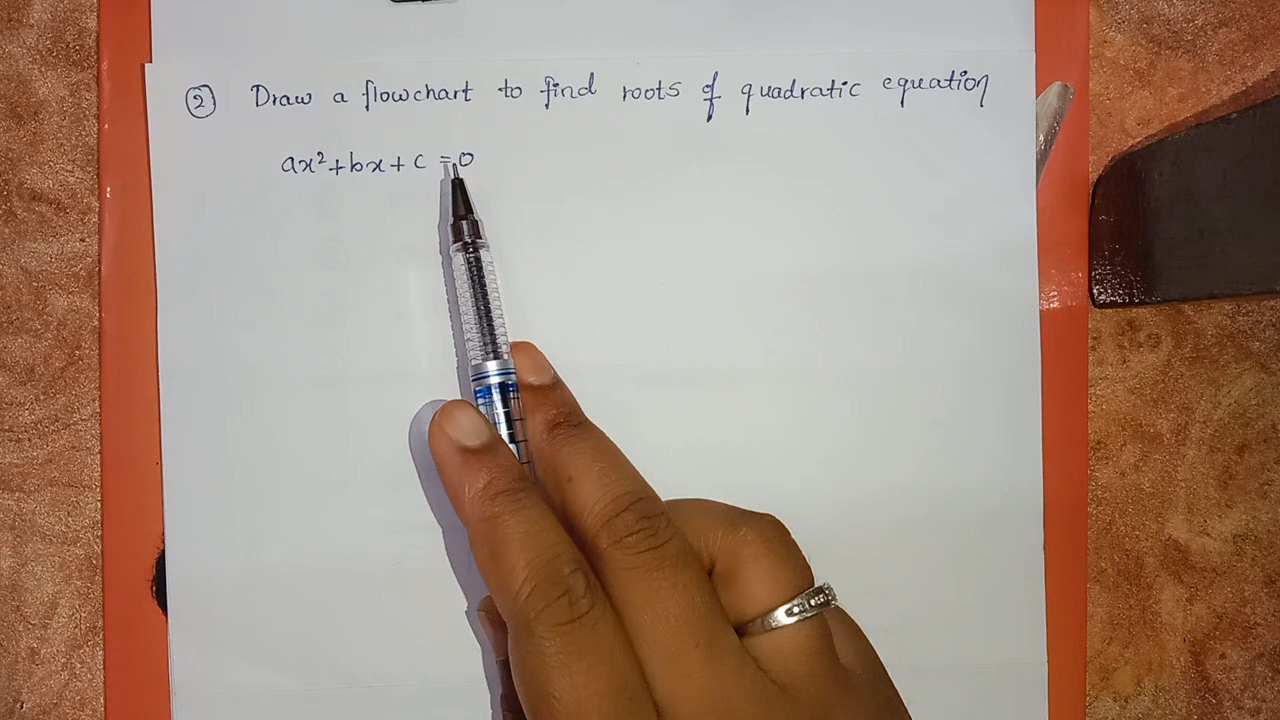 ② Draw a flowchart to find roots of quadratic equation
ax²+bx+c =0